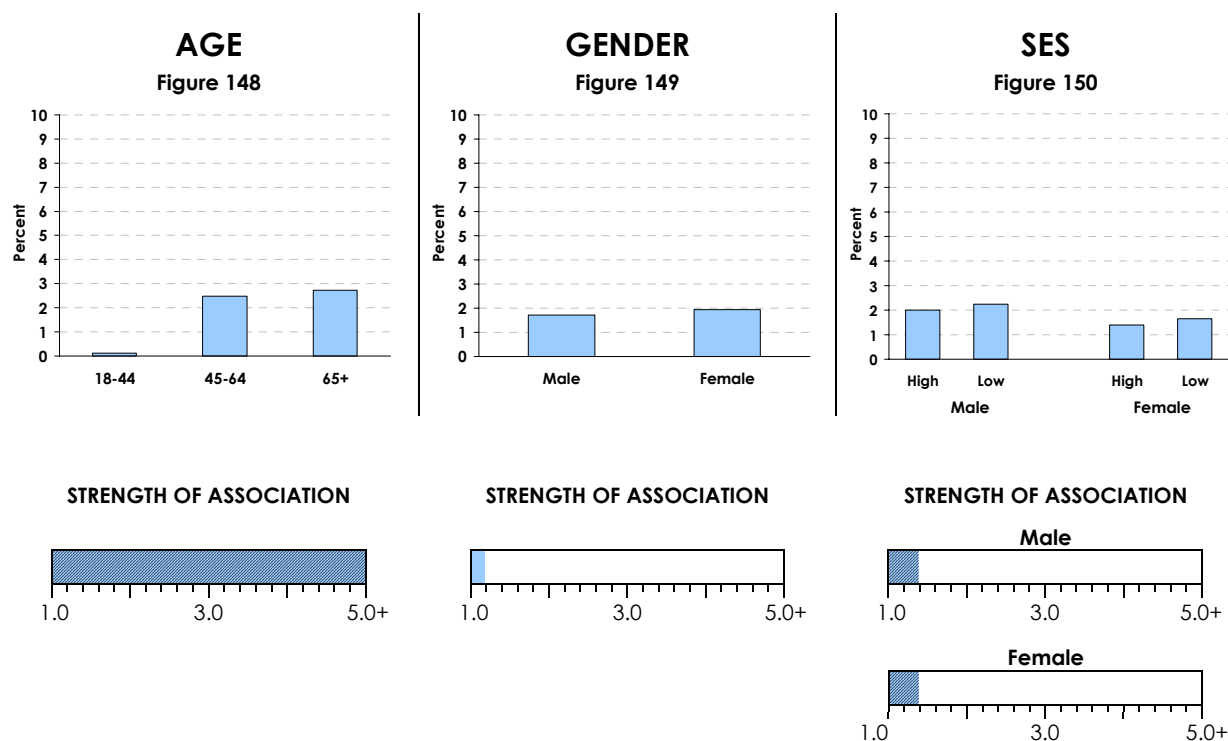 AGE
Figure 148
10
9
8
7
6
5
4
3
2
1
0
Percent
18-44 45-64 65+
GENDER
Figure 149
10
9
8
7
6
5
4
3
2
1
0
Percent
Male Female
SES
Figure 150
10
9
8
7
6
5
4
3
2
1
0
Percent
High Low High Low
Male Female
STRENGTH OF ASSOCIATION
1.0 3.0 5.0+
STRENGTH OF ASSOCIATION
1.0 3.0 5.0+
STRENGTH OF ASSOCIATION
Male
1.0 3.0 5.0+
Female
1.0 3.0 5.0+